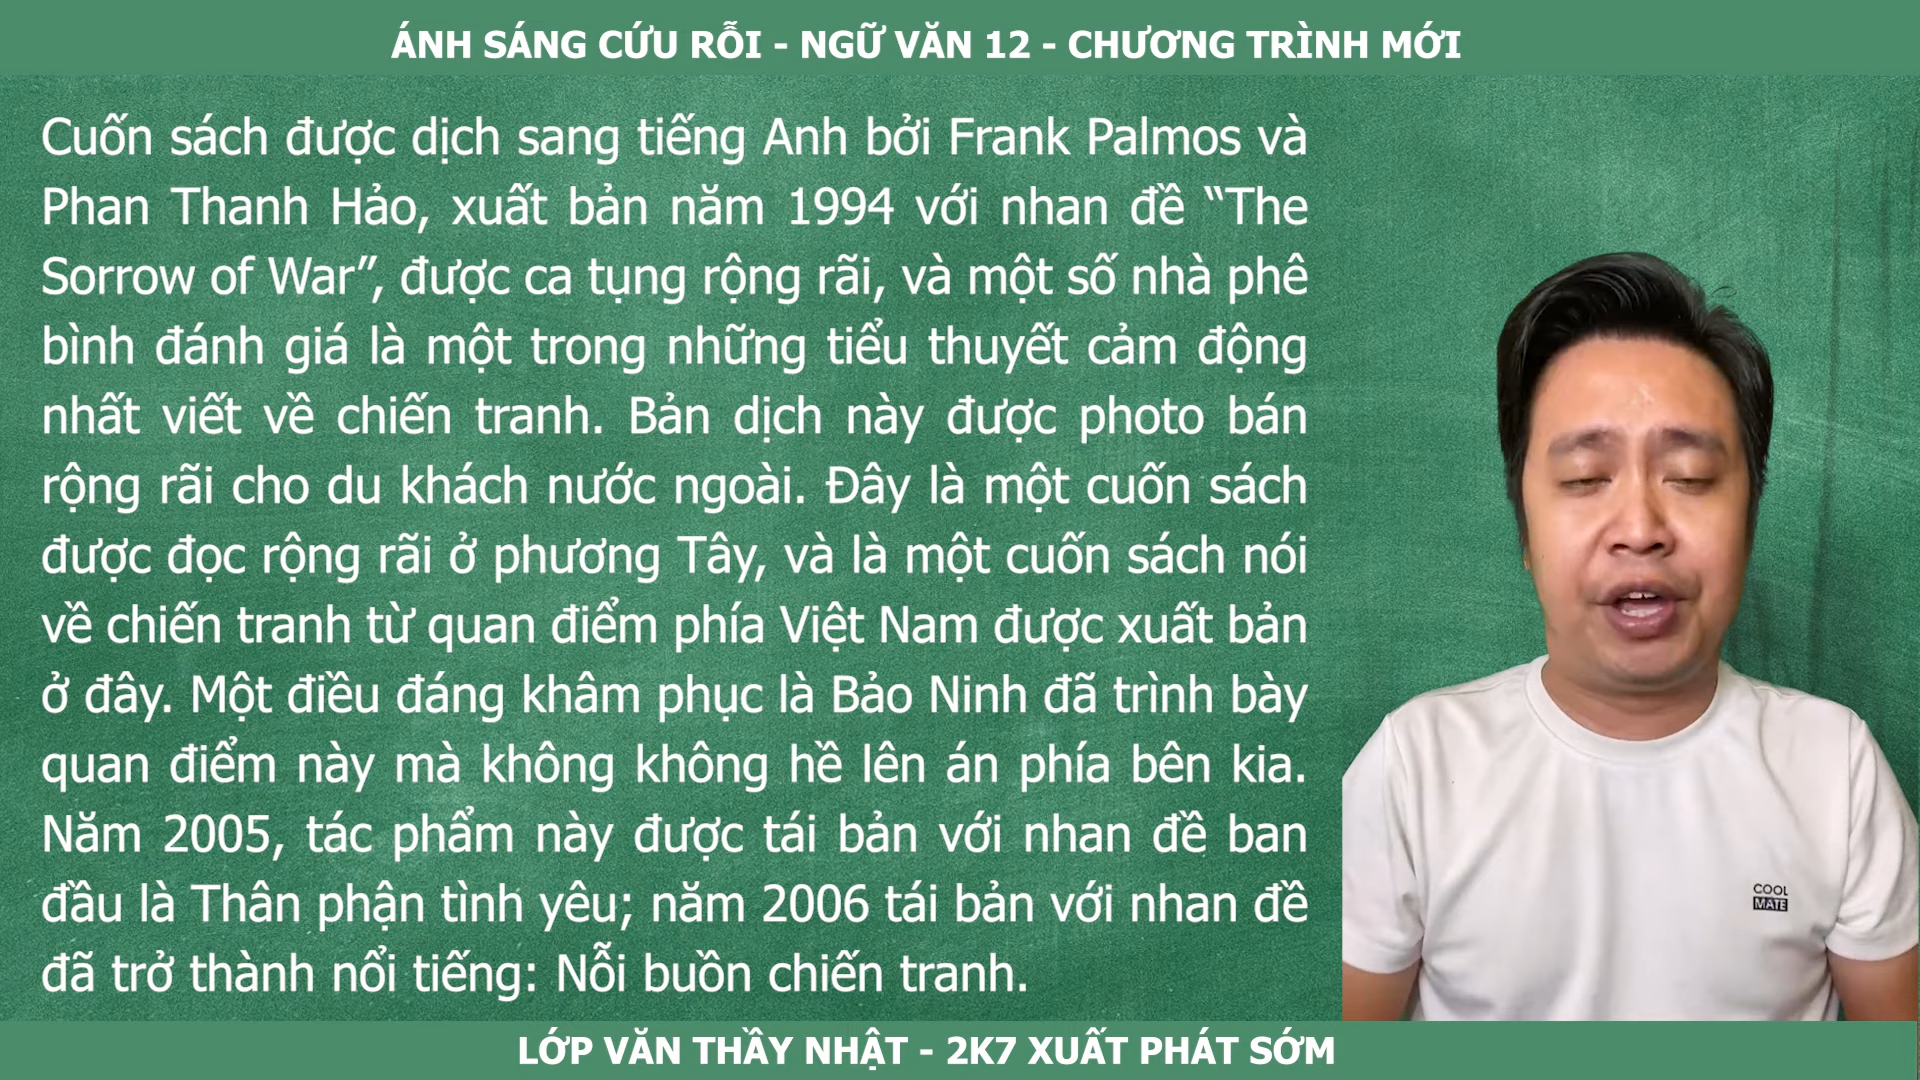 ÁNH SÁNG CỨU RỖI - NGỮ VĂN 12 - CHƯƠNG TRÌNH MỚI
Cuốn sách được dịch sang tiếng Anh bởi Frank Palmos và
Phan Thanh Hảo, xuất bản năm 1994 với nhan đề “The
Sorrow of War”, được ca tụng rộng rãi, và một số nhà phê
bình đánh giá là một trong những tiểu thuyết cảm động
nhất viết về chiến tranh. Bản dịch này được photo bán
rộng rãi cho du khách nước ngoài. Đây là một cuốn sách
được đọc rộng rãi ở phương Tây, và là một cuốn sách nói
về chiến tranh từ quan điểm phía Việt Nam được xuất bản
ở đây. Một điều đáng khâm phục là Bảo Ninh đã trình bày
quan điểm này mà không không hề lên án phía bên kia.
Năm 2005, tác phẩm này được tái bản với nhan đề ban
đầu là Thân phận tình yêu; năm 2006 tái bản với nhan đề
đã trở thành nổi tiếng: Nỗi buồn chiến tranh.
COOL
MATE
LỚP VĂN THẦY NHẬT - 2K7 XUẤT PHÁT SỚM